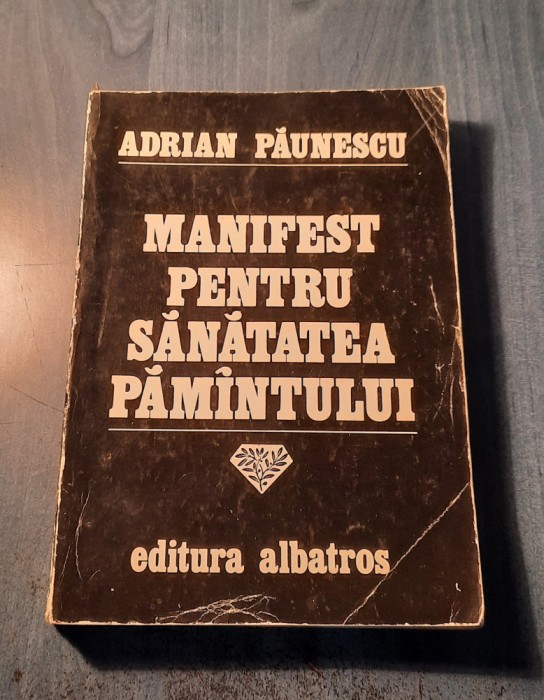 ADRIAN PĂUNESCU
MANIFEST
PENTRU
SĂNĂTATEA
PĂMÎNTULUI
editura albatros